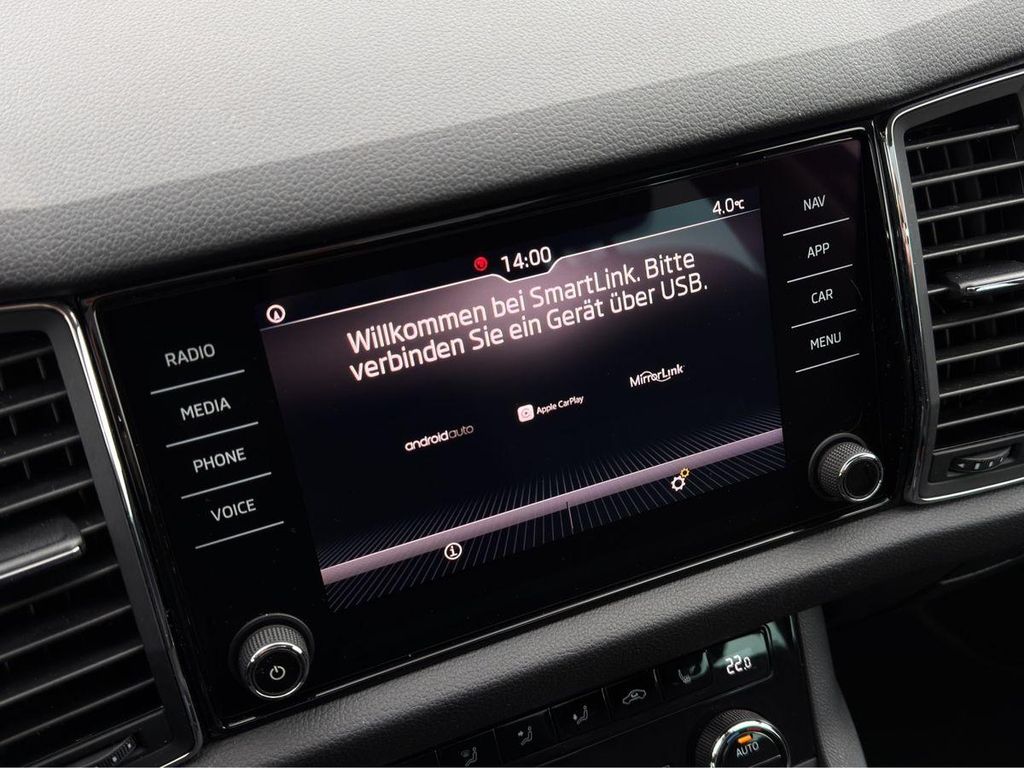 14:00
4.0°C
Willkommen bei SmartLink. Bitte
verbinden Sie ein Gerät über USB.
androidauto
Apple CarPlay
MirrorLink
RADIO
MEDIA
PHONE
VOICE
NAV
APP
CAR
MENU
22.0
AUTO